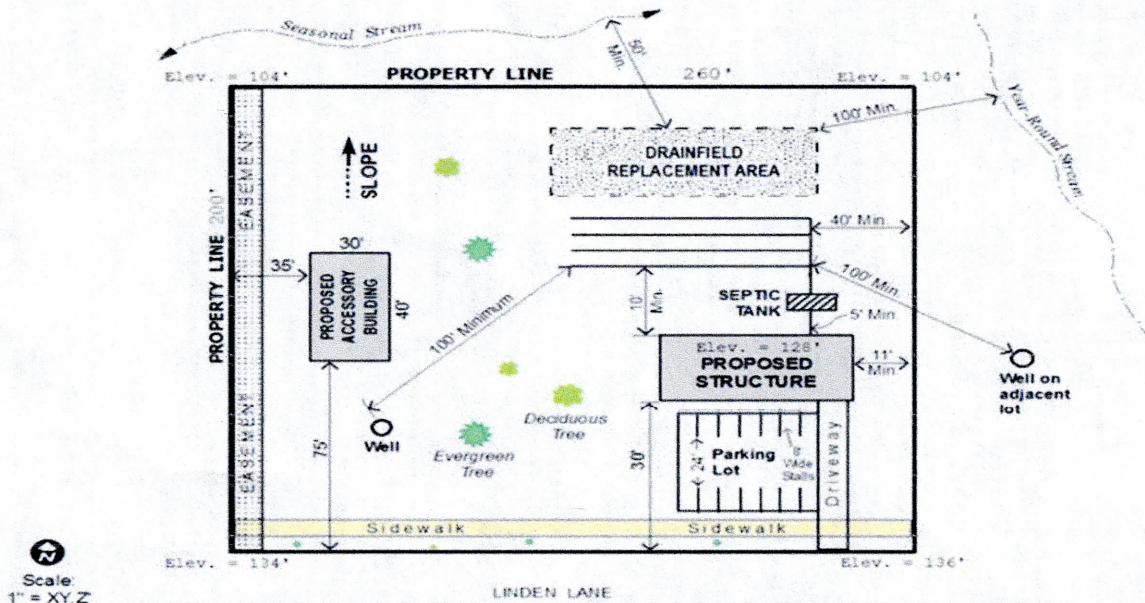 Seasonal Stream
50' Min.
Elev. = 104'
PROPERTY LINE
260'
Elev. = 104'
Year-Round Stream
100' Min.
EASEMENT
EASEMENT
EASEMENT
PROPERTY LINE 200'
SLOPE
DRAINFIELD
REPLACEMENT AREA
40' Min.
30'
35'
PROPOSED
ACCESSORY
BUILDING
40'
100' Minimum
10'
Min.
SEPTIC
TANK
100' Min.
5' Min.
Elev. = 128'
PROPOSED
STRUCTURE
11'
Min.
Well on
adjacent
lot
75'
Well
Deciduous
Tree
Evergreen
Tree
30'
24'
Parking
Lot
Wide
Stalls
Driveway
Sidewalk
Sidewalk
N
Elev. = 134'
Elev. = 136'
Scale:
1" = XY.Z'
LINDEN LANE